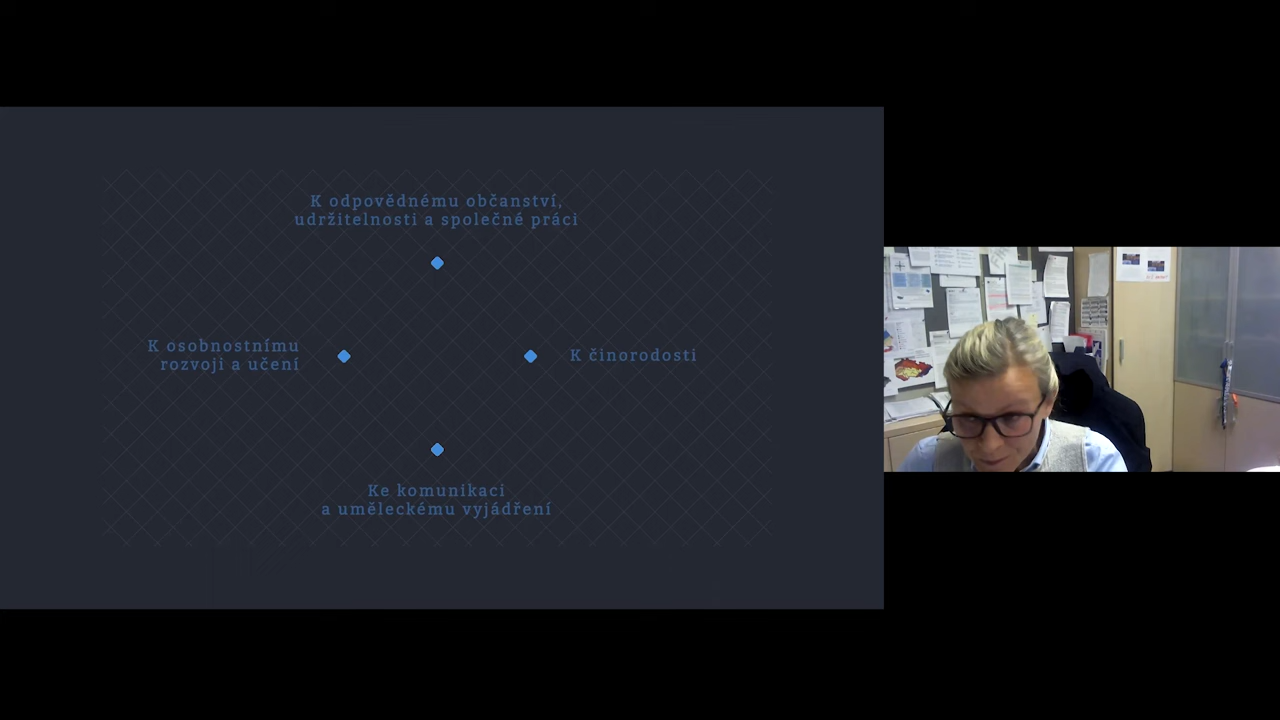 K odpovědnému občanství,
udržitelnosti a společné práci
K osobnostnímu
rozvoji a učení
K činorodosti
Ke komunikaci
a uměleckému vyjádření